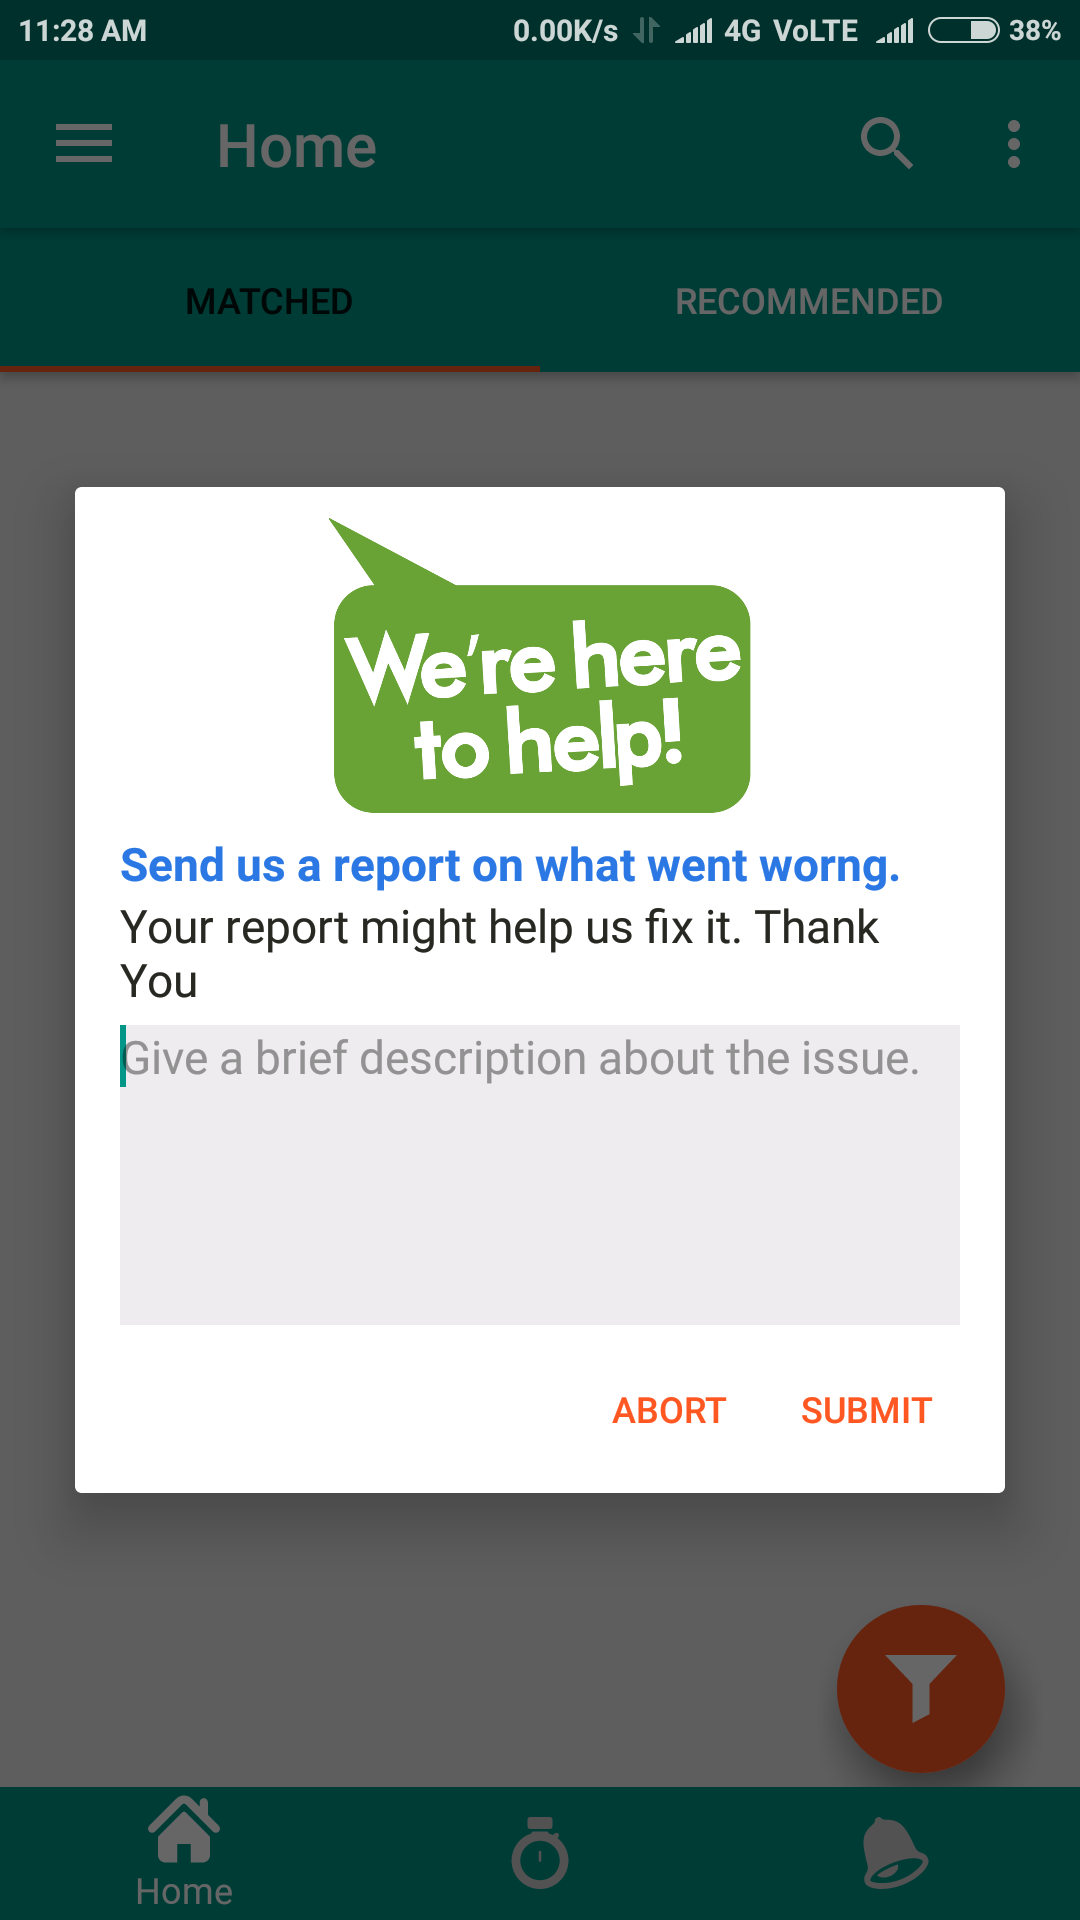 11:28 AM 0.00K/s 4G VoLTE 38%
Home
MATCHED RECOMMENDED
We're here
to help!
Send us a report on what went worng.
Your report might help us fix it. Thank
You
Give a brief description about the issue.
ABORT SUBMIT
Home